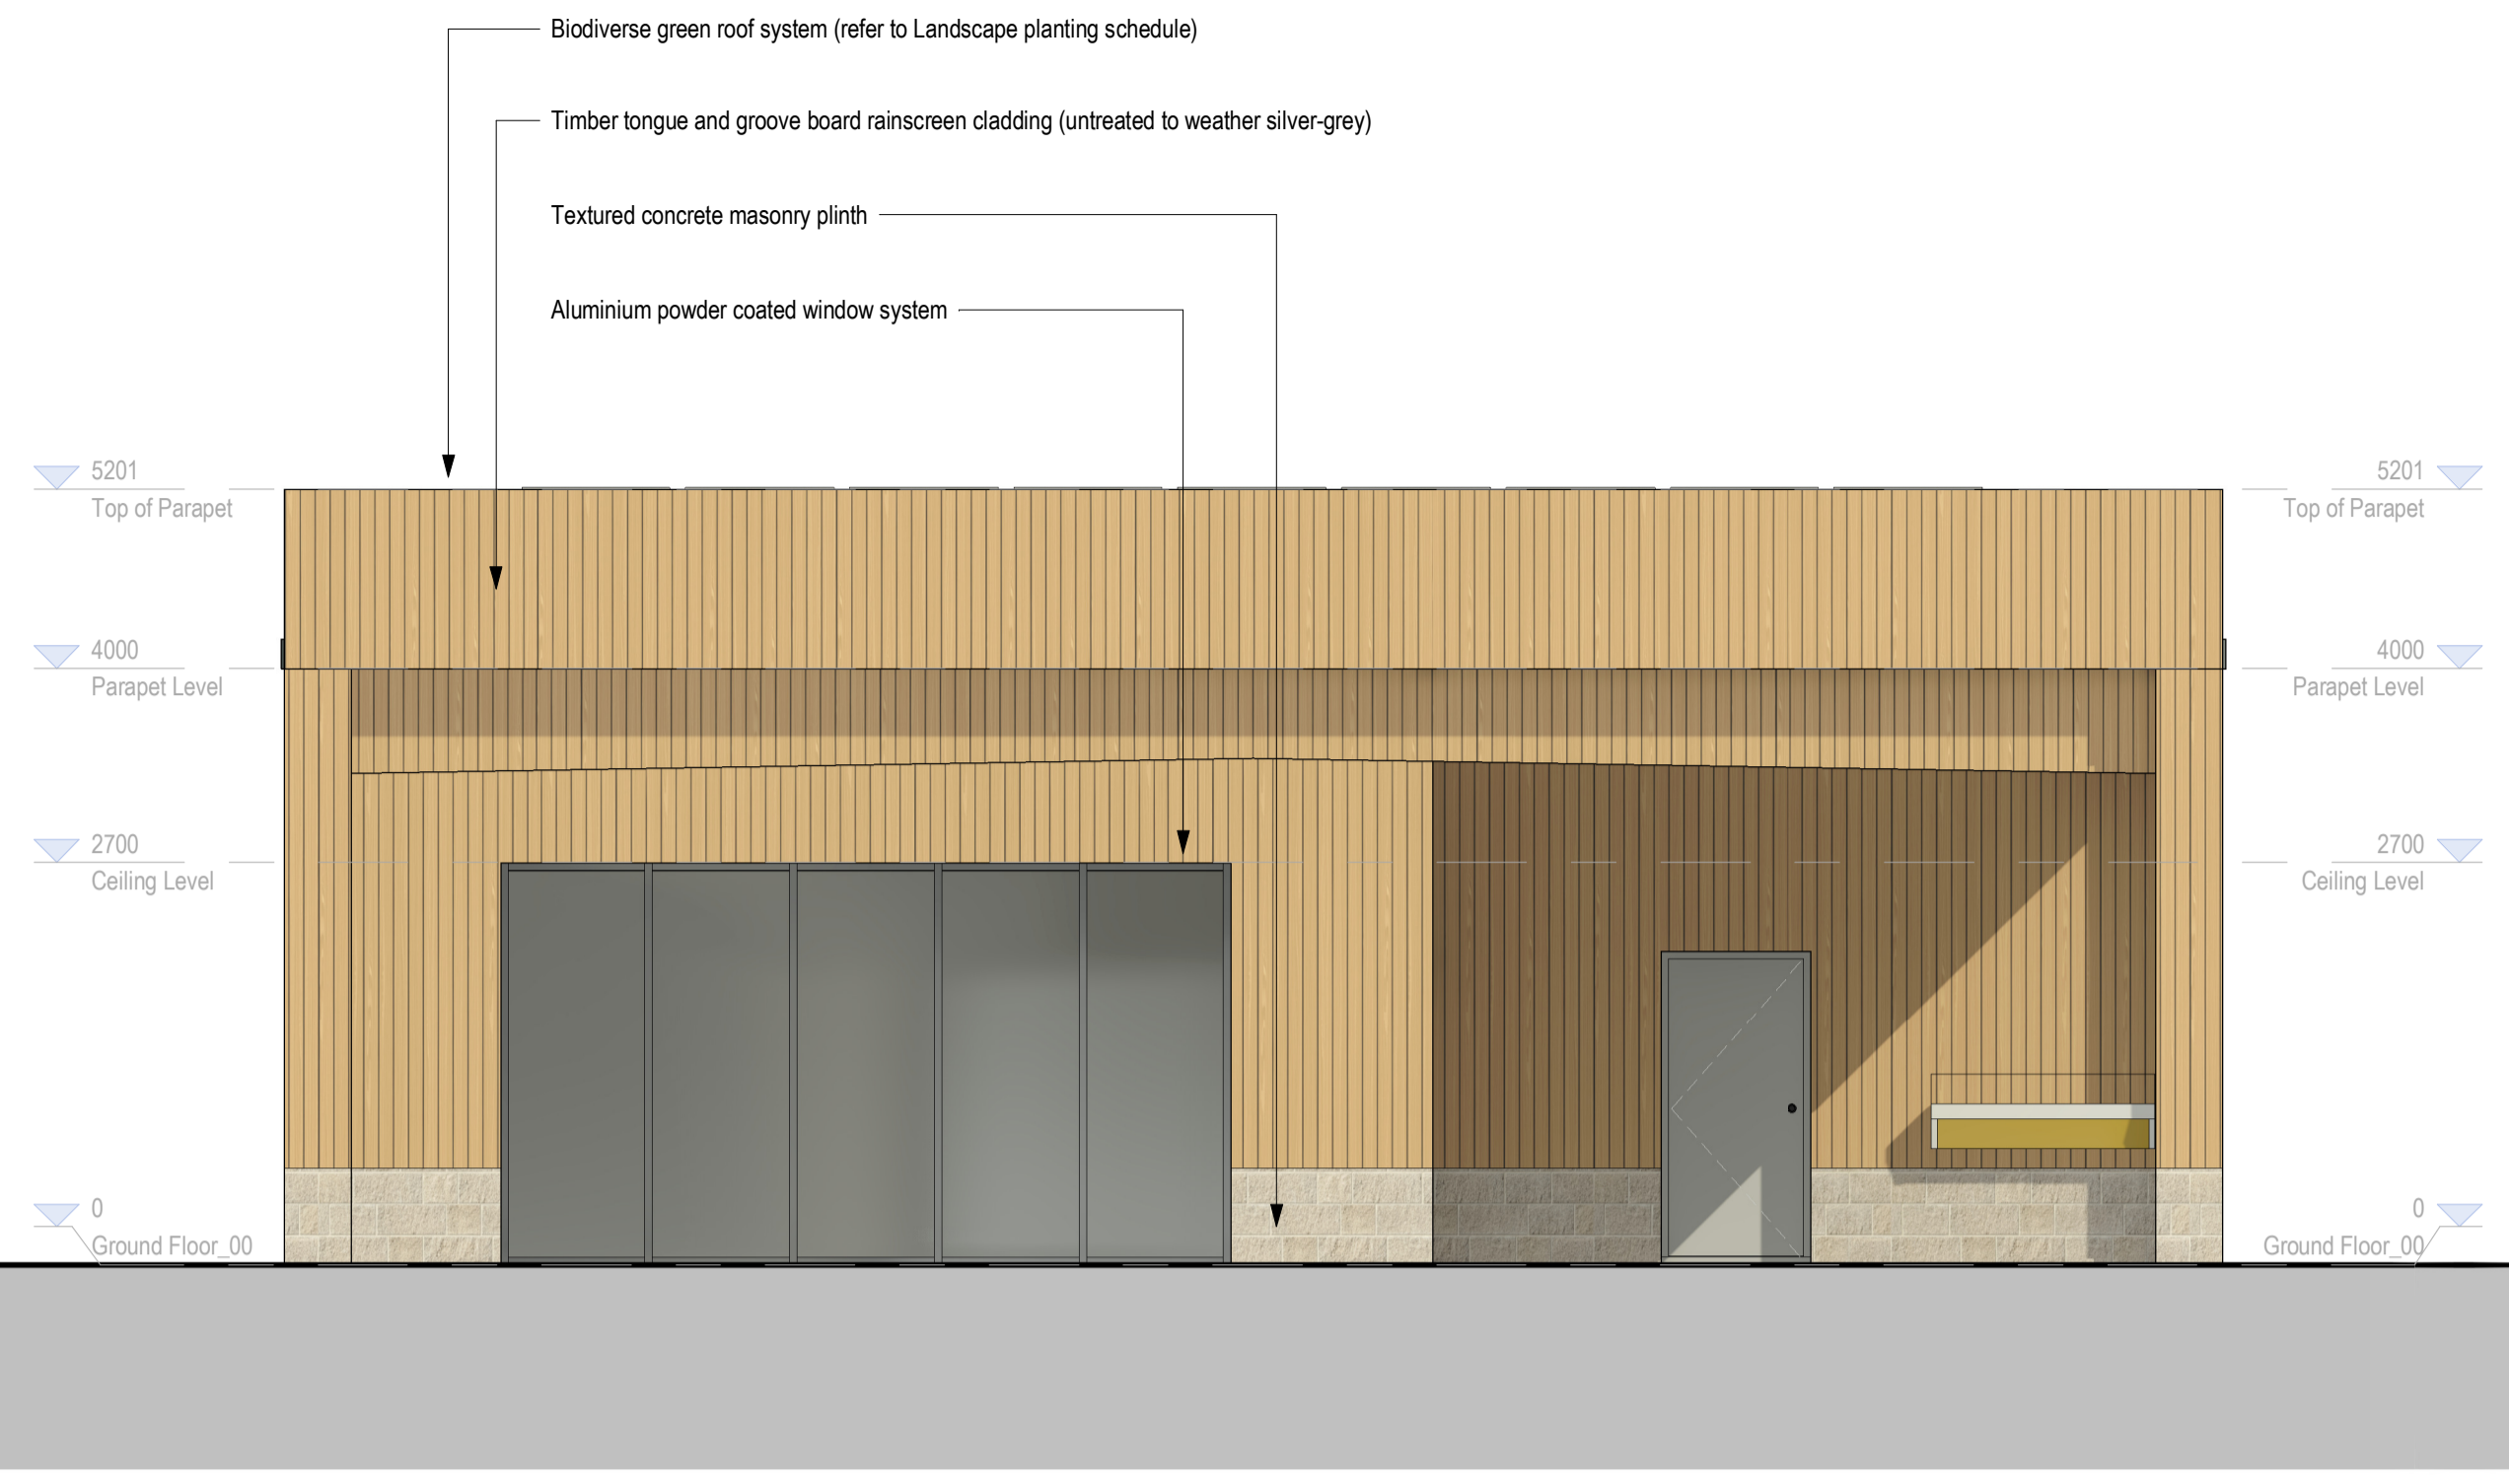 Biodiverse green roof system (refer to Landscape planting schedule)
Timber tongue and groove board rainscreen cladding (untreated to weather silver-grey)
Textured concrete masonry plinth
Aluminium powder coated window system
5201
Top of Parapet
5201
Top of Parapet
4000
Parapet Level
4000
Parapet Level
2700
Ceiling Level
2700
Ceiling Level
0
Ground Floor_00
0
Ground Floor_00